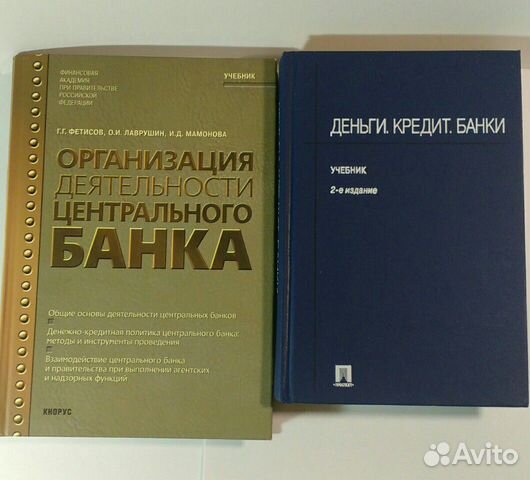 ФИНАНСОВАЯ
АКАДЕМИЯ
ПРИ ПРАВИТЕЛЬСТВЕ
РОССИЙСКОЙ
ФЕДЕРАЦИИ
УЧЕБНИК
Г.Г. ФЕТИСОВ, О.И. ЛАВРУШИН, И.Д. МАМОНОВА
ОРГАНИЗАЦИЯ
ДЕЯТЕЛЬНОСТИ
ЦЕНТРАЛЬНОГО
БАНКА
Общие основы деятельности центральных банков
Денежно-кредитная политика центрального банка:
методы и инструменты проведения
Взаимодействие центрального банка
и правительства при выполнении агентских
и надзорных функций
КНОРУС
ДЕНЬГИ. КРЕДИТ. БАНКИ
УЧЕБНИК
2-е издание
ПРОСПЕКТ
Avito